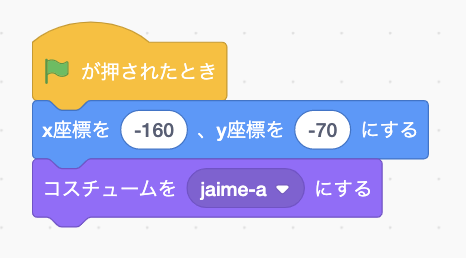 が押されたとき
x座標を -160 、y座標を -70 にする
コスチュームを jaime-a にする